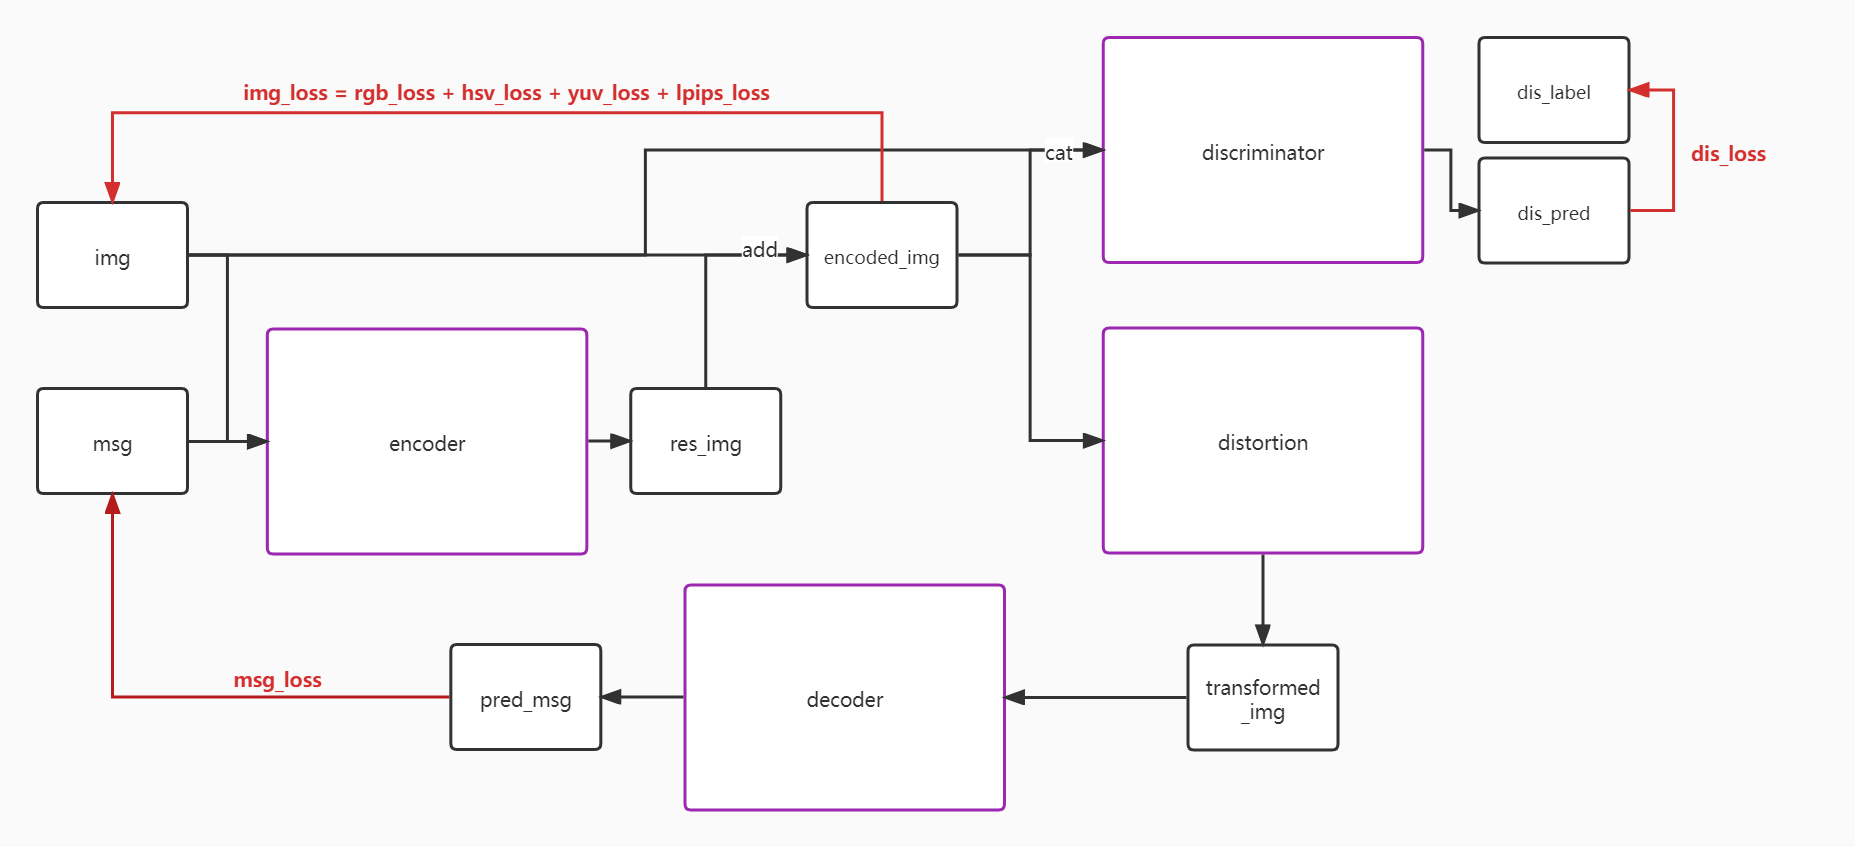 img_loss = rgb_loss + hsv_loss + yuv_loss + lpips_loss
dis_label
cat
discriminator
dis_loss
dis_pred
img
add
encoded_img
msg
encoder
res_img
distortion
msg_loss
pred_msg
decoder
transformed
_img